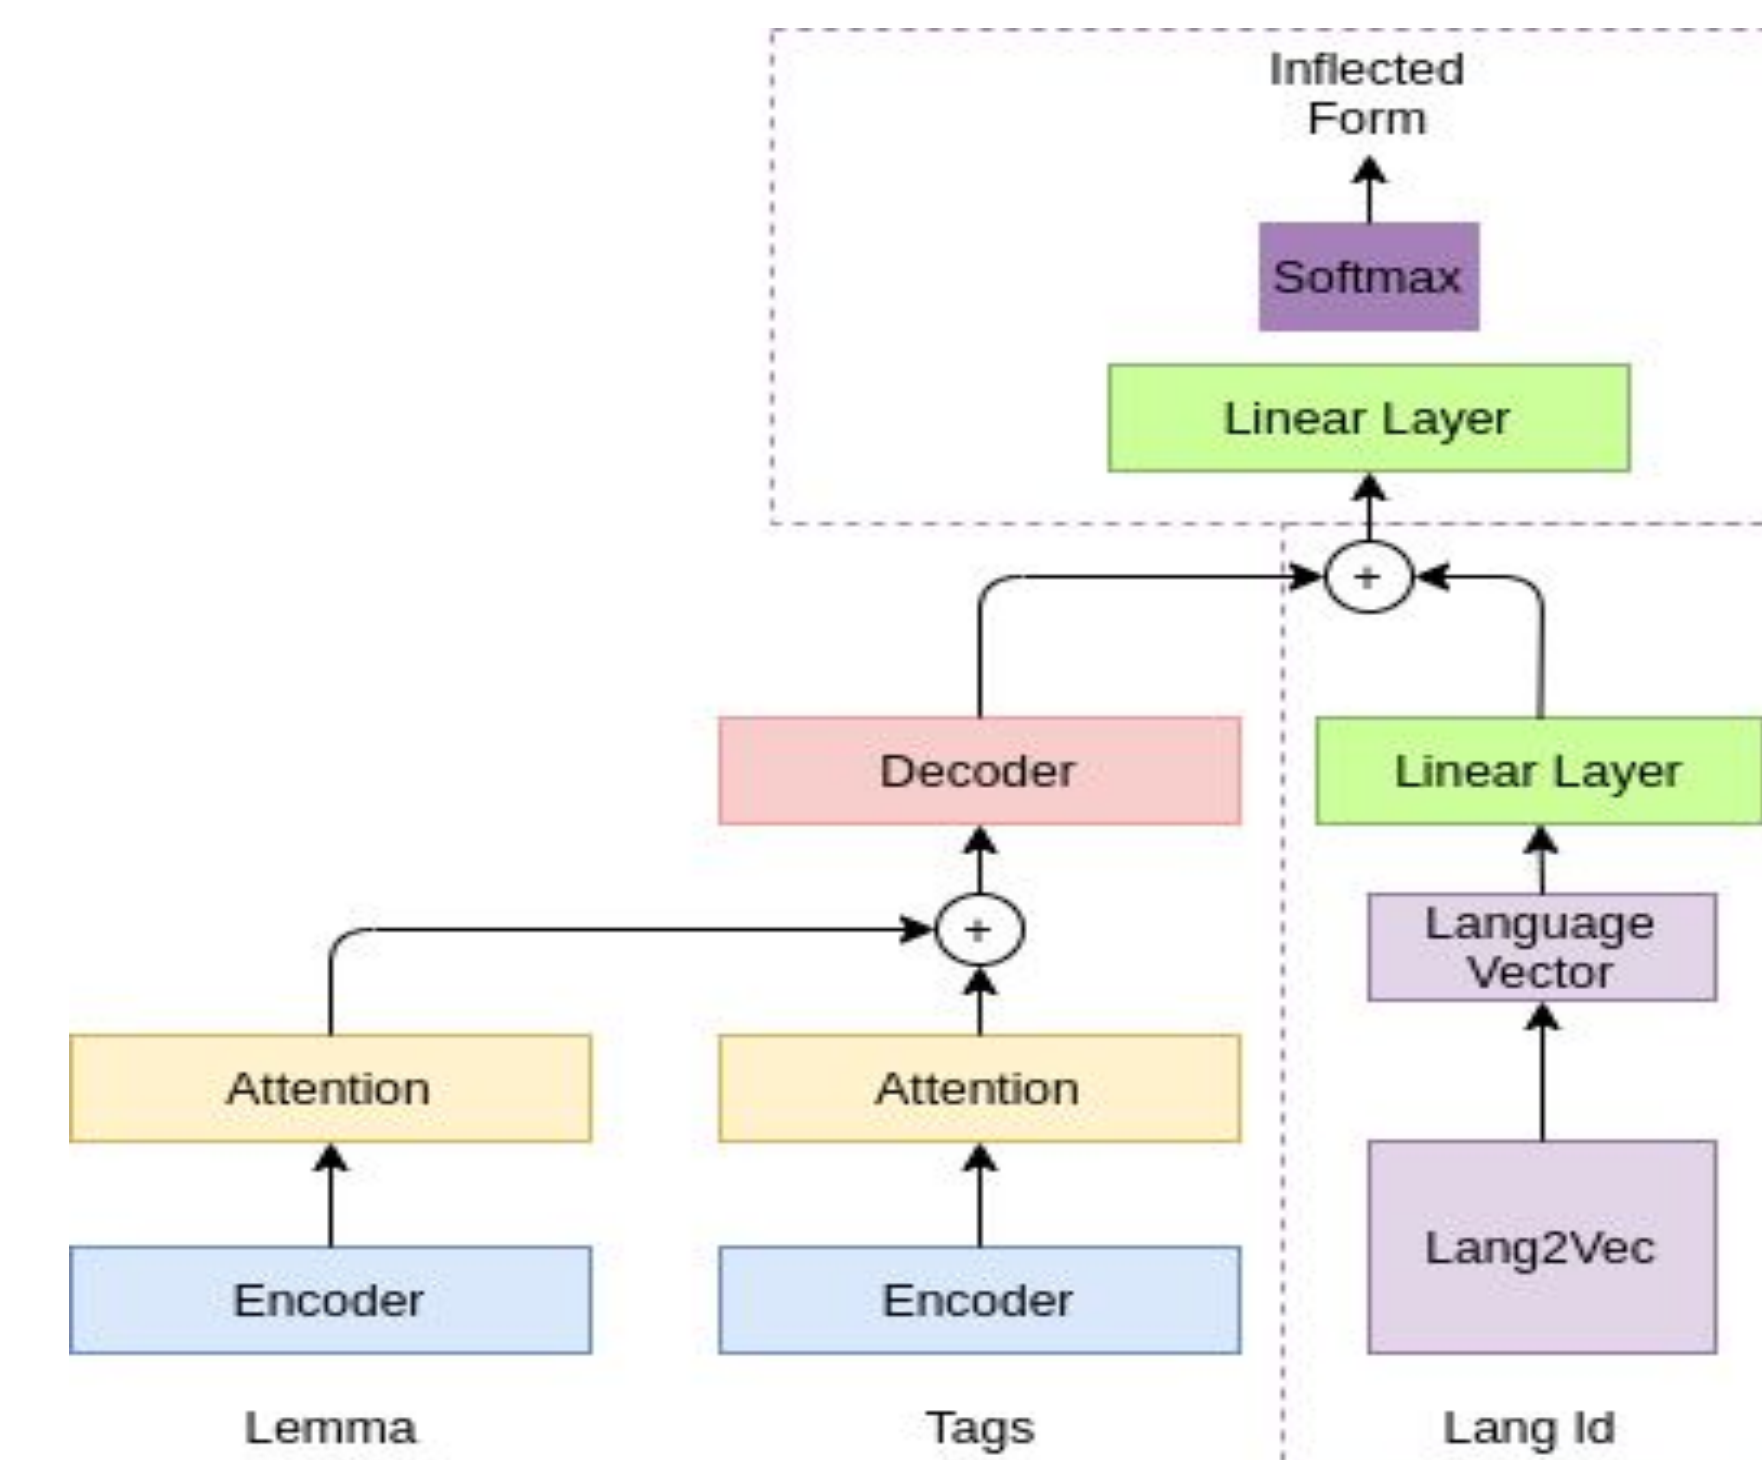 Inflected
Form
Softmax
Linear Layer
+
Decoder
Linear Layer
+
Language
Vector
Attention
Attention
Encoder
Encoder
Lang2Vec
Lemma
Tags
Lang Id